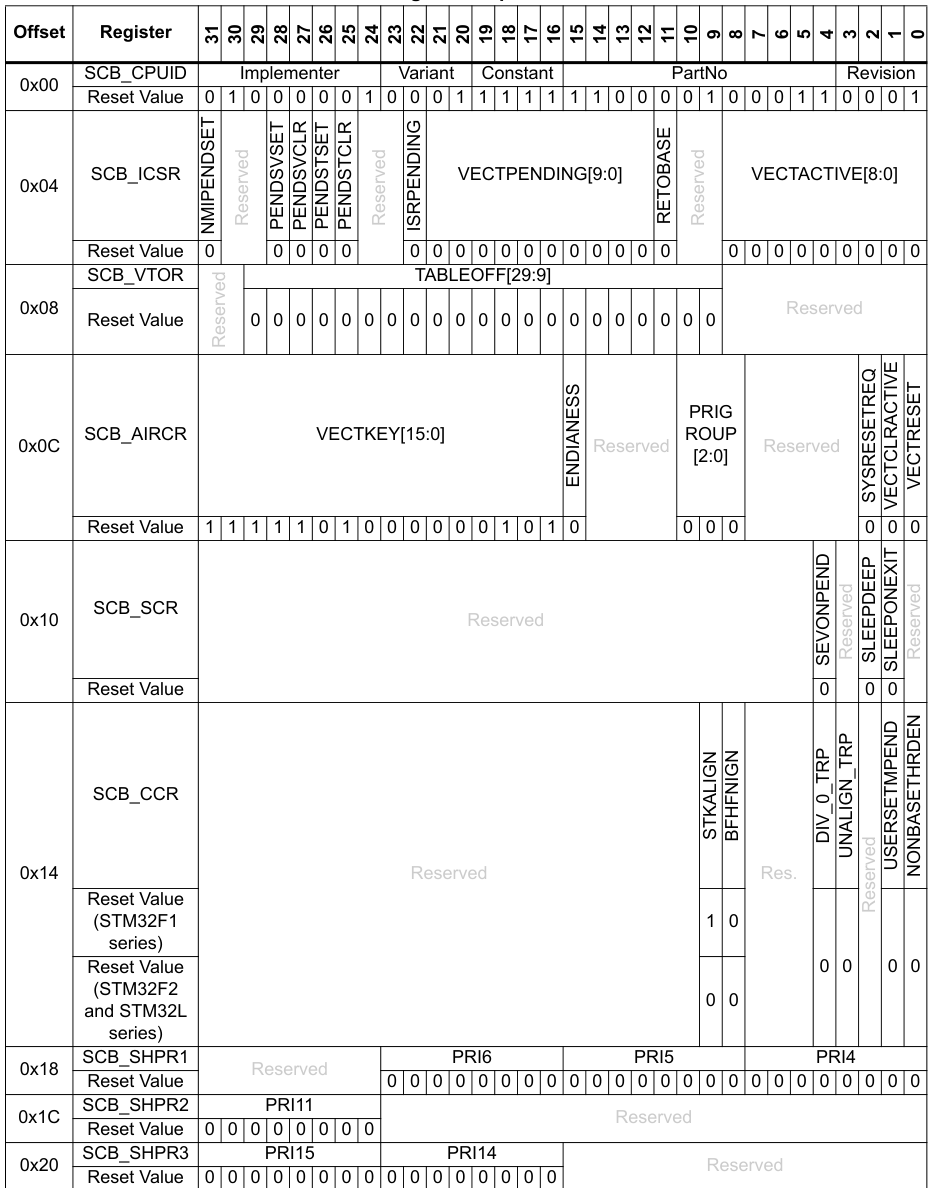 Offset Register 31 30 29 28 27 26 25 24 23 22 21 20 19 18 17 16 15 14 13 12 11 10 9 8 7 6 5 4 3 2 1 0
0x00 SCB_CPUID Implementer Variant Constant PartNo Revision
Reset Value 0 1 0 0 0 0 0 1 0 0 0 1 1 1 1 1 1 1 0 0 0 0 1 0 0 0 1 1 0 0 0 1
0x04 SCB_ICSR NMIPENDSET Reserved PENDSVSET PENDSVCLR PENDSTSET PENDSTCLR Reserved ISRPENDING VECTPENDING[9:0] RETOBASE Reserved VECTACTIVE[8:0]
Reset Value 0 0 0 0 0 0 0 0 0 0 0 0 0 0 0 0 0 0 0 0 0 0 0 0 0 0
0x08 SCB_VTOR Reserved TABLEOFF[29:9] Reserved
Reset Value 0 0 0 0 0 0 0 0 0 0 0 0 0 0 0 0 0 0 0 0 0
0x0C SCB_AIRCR VECTKEY[15:0] ENDIANESS Reserved PRIG
ROUP
[2:0] Reserved SYSRESETREQ VECTCLRACTIVE VECTRESET
Reset Value 1 1 1 1 1 0 1 0 0 0 0 0 0 1 0 1 0 0 0 0 0 0 0
0x10 SCB_SCR Reserved SEVONPEND Reserved SLEEPDEEP SLEEPONEXIT Reserved
Reset Value 0 0 0
0x14 SCB_CCR Reserved STKALIGN BFHFNIGN Res. DIV_0_TRP UNALIGN_TRP Reserved USERSETMPEND NONBASETHRDEN
Reset Value
(STM32F1
series) 1 0
Reset Value
(STM32F2
and STM32L
series) 0 0 0 0 0 0
0x18 SCB_SHPR1 Reserved PRI6 PRI5 PRI4
Reset Value 0 0 0 0 0 0 0 0 0 0 0 0 0 0 0 0 0 0 0 0 0 0 0 0
0x1C SCB_SHPR2 PRI11 Reserved
Reset Value 0 0 0 0 0 0 0 0
0x20 SCB_SHPR3 PRI15 PRI14 Reserved
Reset Value 0 0 0 0 0 0 0 0 0 0 0 0 0 0 0 0